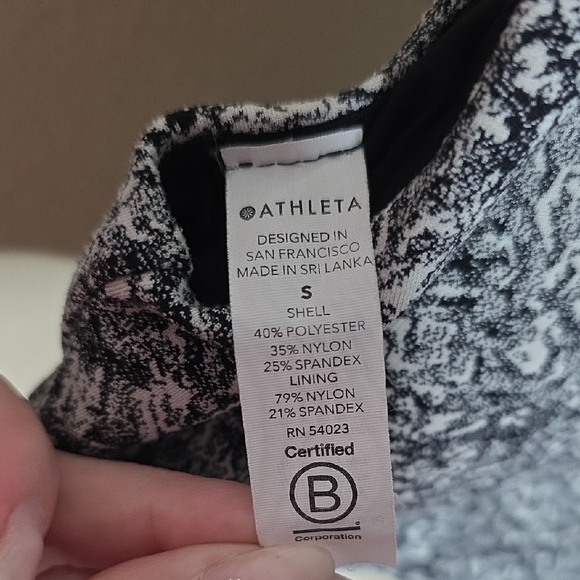 ATHLETA
DESIGNED IN
SAN FRANCISCO
MADE IN SRI LANKA
S
SHELL
40% POLYESTER
35% NYLON
25% SPANDEX
LINING
79% NYLON
21% SPANDEX
RN 54023
Certified
B
Corporation